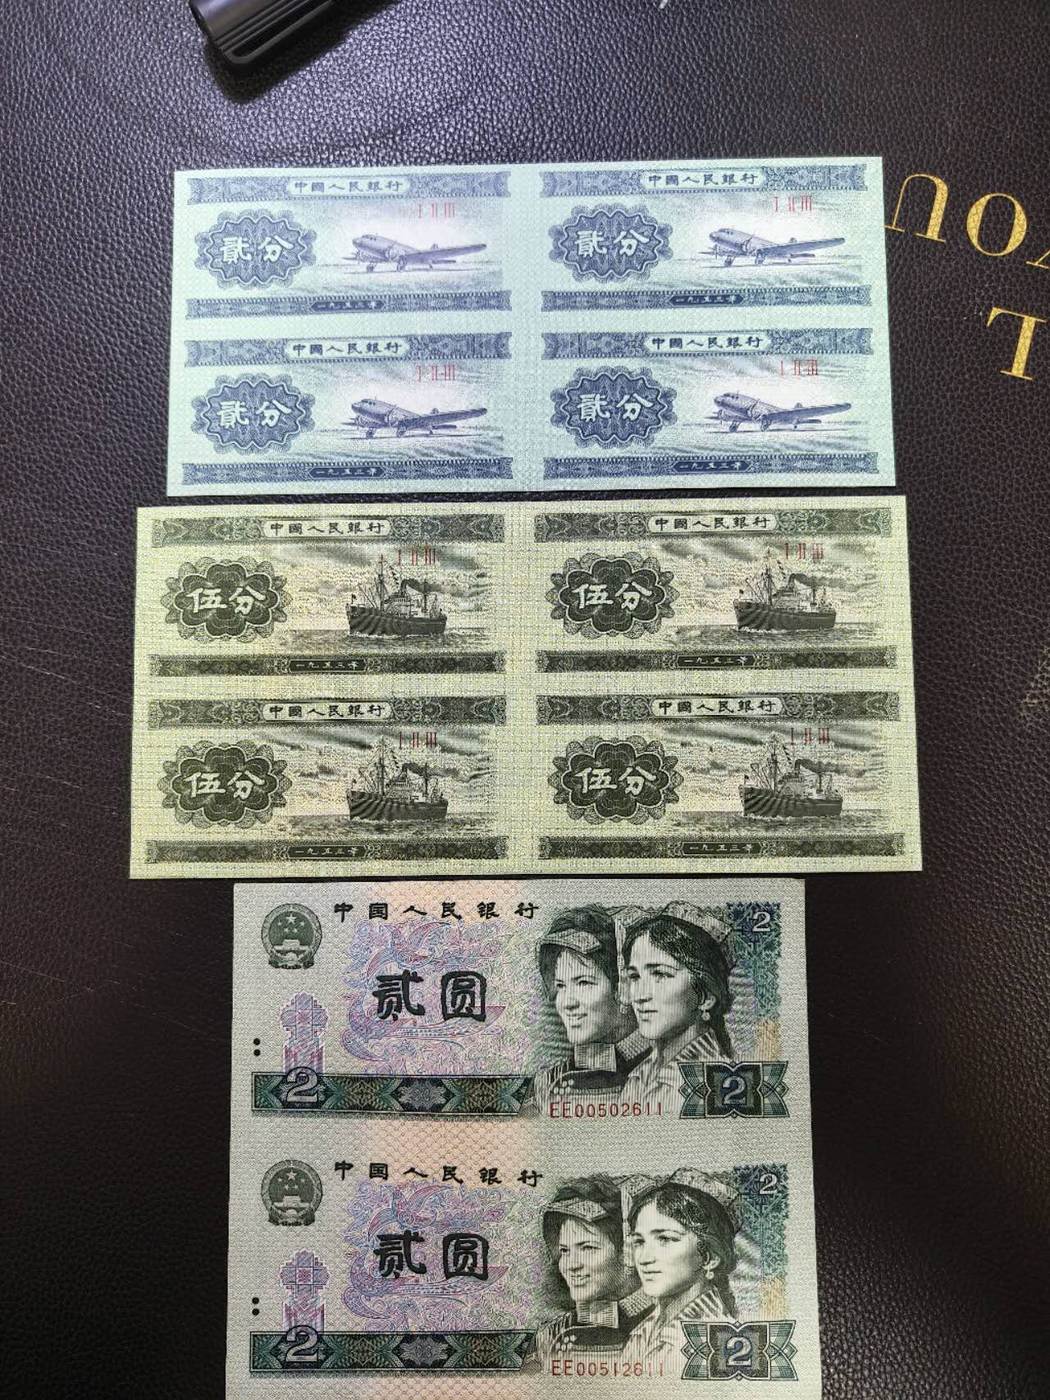 中國人民銀行
I II III
貳分
一九五三年
中國人民銀行
I II III
貳分
一九五三年
中國人民銀行
I II III
貳分
一九五三年
中國人民銀行
I II III
貳分
一九五三年
VOU
L
中國人民銀行
I II III
伍分
一九五三年
中國人民銀行
I II III
伍分
一九五三年
中國人民銀行
I II III
伍分
一九五三年
中國人民銀行
I II III
伍分
一九五三年
中国人民银行
2
贰圆
2
EE00502611
2
中国人民银行
2
贰圆
2
EE00512611
2